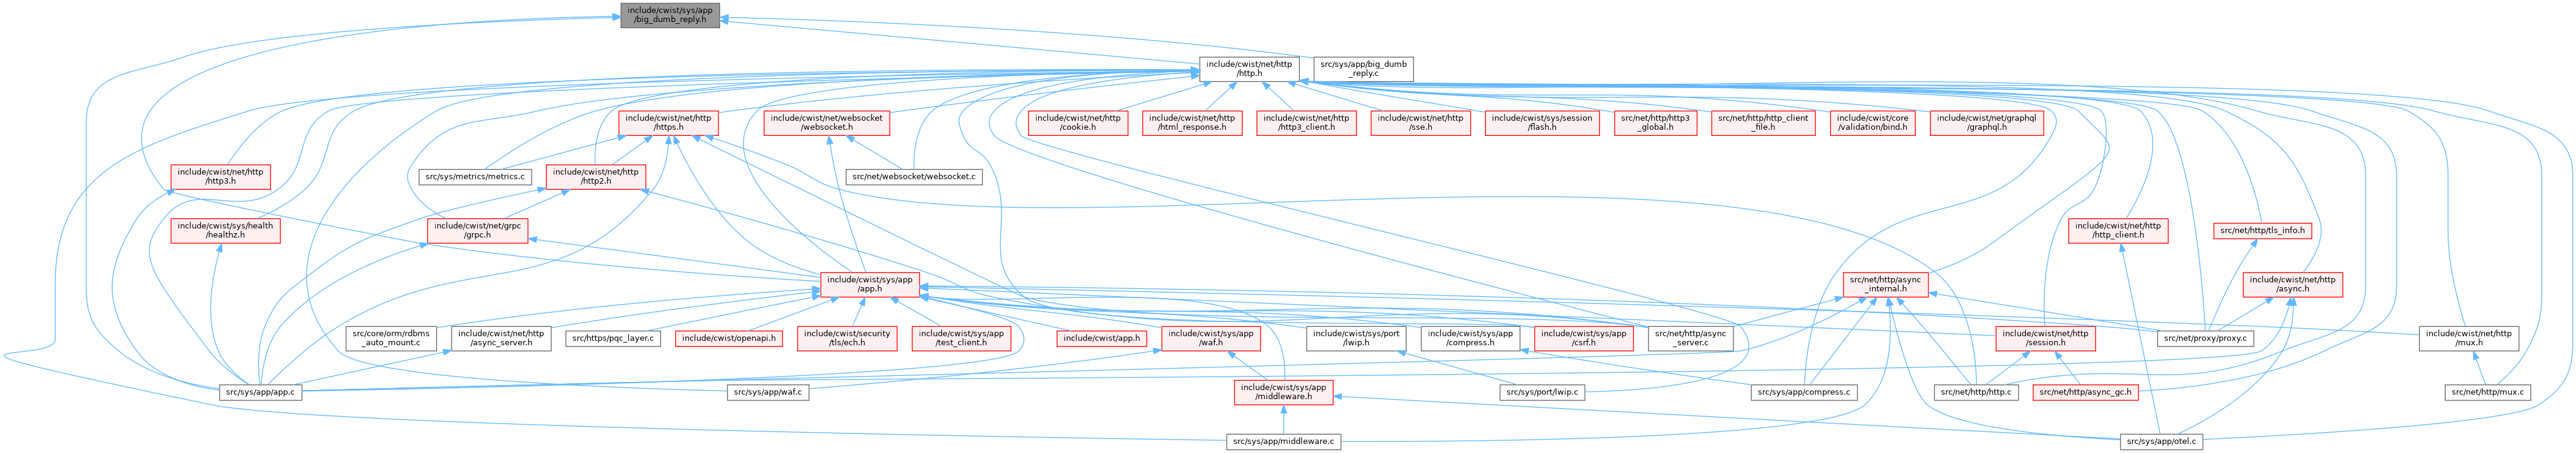 include/cwist/sys/app
/big_dumb_reply.h
include/cwist/net/http
/http.h
src/sys/app/big_dumb
_reply.c
include/cwist/net/http
/https.h
include/cwist/net/websocket
/websocket.h
include/cwist/net/http
/cookie.h
include/cwist/net/http
/html_response.h
include/cwist/net/http
/http3_client.h
include/cwist/net/http
/sse.h
include/cwist/sys/session
/flash.h
src/net/http/http3
_global.h
src/net/http/http_client
_file.h
include/cwist/core
/validation/bind.h
include/cwist/net/graphql
/graphql.h
include/cwist/net/http
/http3.h
src/sys/metrics/metrics.c
include/cwist/net/http
/http2.h
src/net/websocket/websocket.c
include/cwist/sys/health
/healthz.h
include/cwist/net/grpc
/grpc.h
include/cwist/net/http
/http_client.h
src/net/http/tls_info.h
include/cwist/sys/app
/app.h
src/net/http/async
_internal.h
include/cwist/net/http
/async.h
src/core/orm/rdbms
_auto_mount.c
include/cwist/net/http
/async_server.h
src/https/pqc_layer.c
include/cwist/openapi.h
include/cwist/security
/tls/ech.h
include/cwist/sys/app
/test_client.h
include/cwist/app.h
include/cwist/sys/app
/waf.h
include/cwist/sys/port
/lwip.h
include/cwist/sys/app
/compress.h
include/cwist/sys/app
/csrf.h
src/net/http/async
_server.c
include/cwist/net/http
/session.h
src/net/proxy/proxy.c
include/cwist/net/http
/mux.h
src/sys/app/app.c
src/sys/app/waf.c
include/cwist/sys/app
/middleware.h
src/sys/port/lwip.c
src/sys/app/compress.c
src/net/http/http.c
src/net/http/async_gc.h
src/net/http/mux.c
src/sys/app/middleware.c
src/sys/app/otel.c